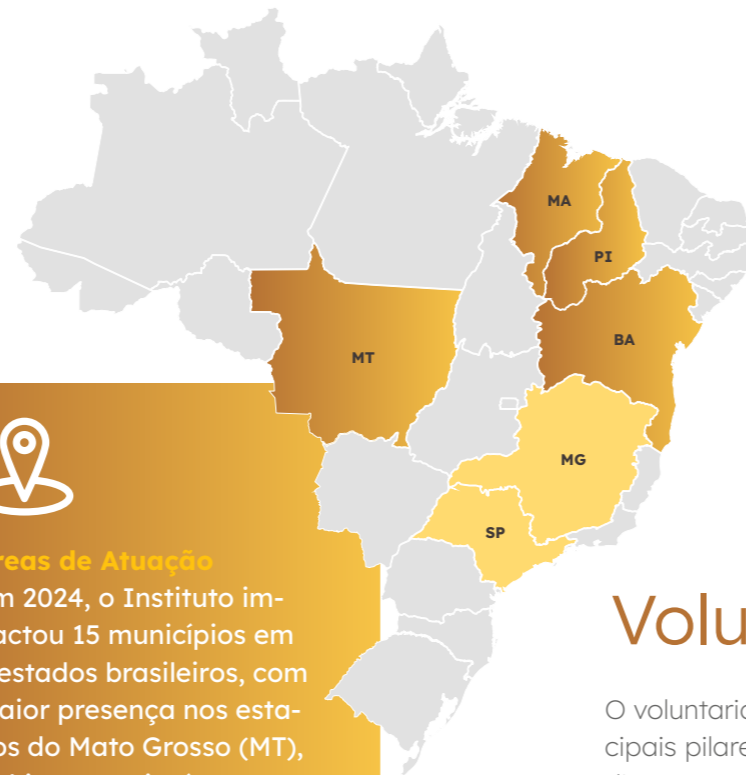 MA
PI
BA
MT
MG
SP
reas de Atuação
m 2024, o Instituto im-
actou 15 municípios em
estados brasileiros, com
aior presença nos esta-
os do Mato Grosso (MT),
Volu
O voluntaria
cipais pilare